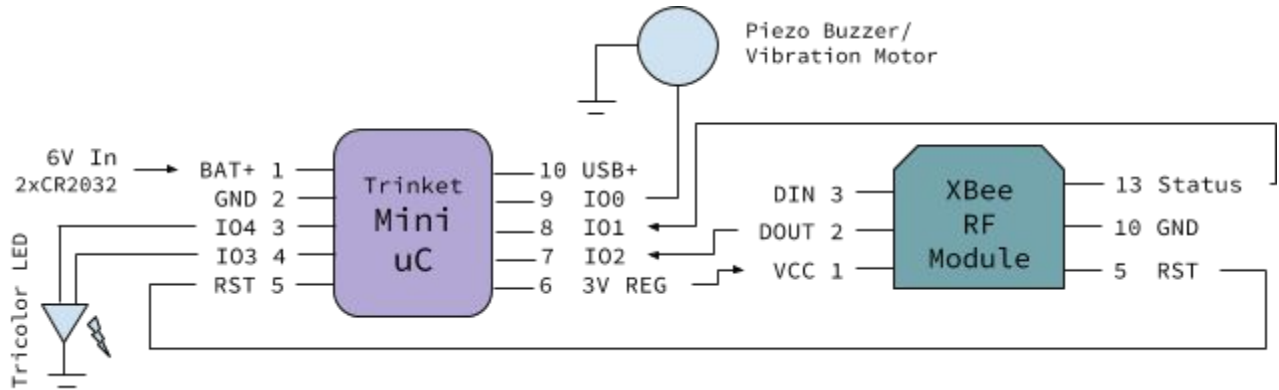 Piezo Buzzer/
Vibration Motor
6V In
2xCR2032
BAT+ 1
GND 2
IO4 3
IO3 4
RST 5
Trinket
Mini
uC
10 USB+
9 IO0
8 IO1
7 IO2
6 3V REG
DIN 3
DOUT 2
VCC 1
XBee
RF
Module
13 Status
10 GND
5 RST
Tricolor LED